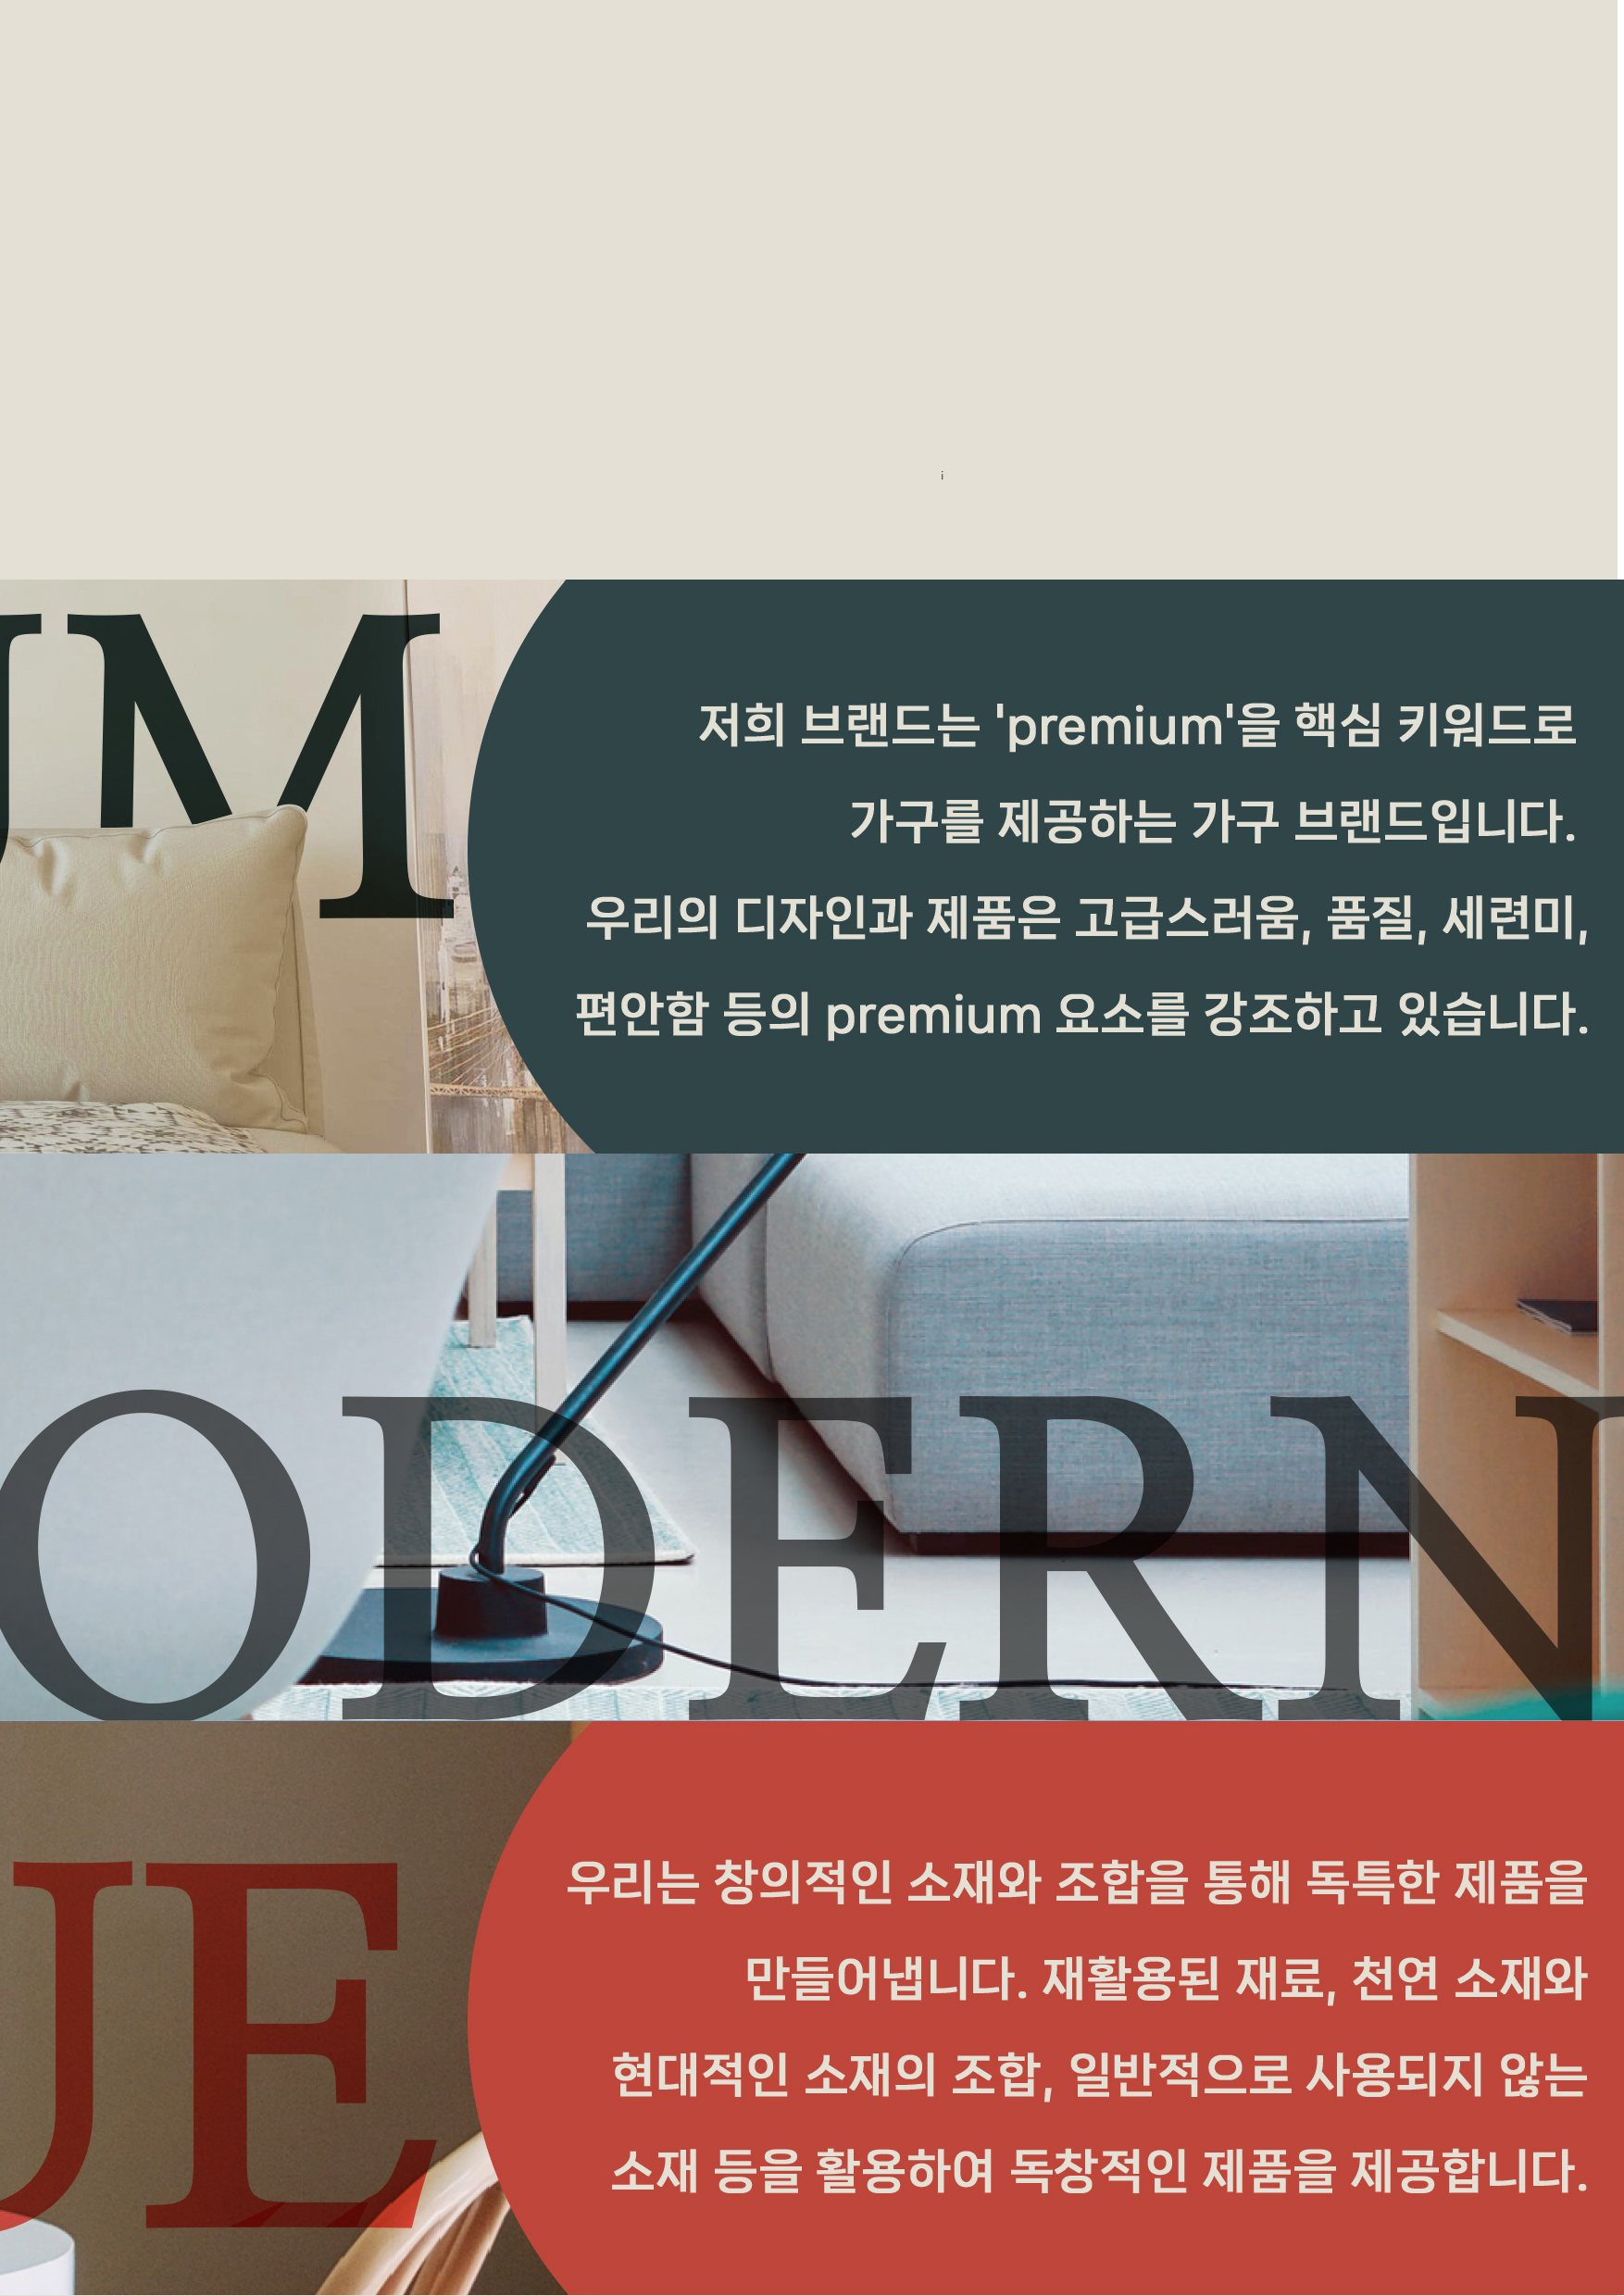 i
UM
저희 브랜드는 'premium'을 핵심 키워드로
가구를 제공하는 가구 브랜드입니다.
우리의 디자인과 제품은 고급스러움, 품질, 세련미,
편안함 등의 premium 요소를 강조하고 있습니다.
ODERN
UE
우리는 창의적인 소재와 조합을 통해 독특한 제품을
만들어냅니다. 재활용된 재료, 천연 소재와
현대적인 소재의 조합, 일반적으로 사용되지 않는
소재 등을 활용하여 독창적인 제품을 제공합니다.